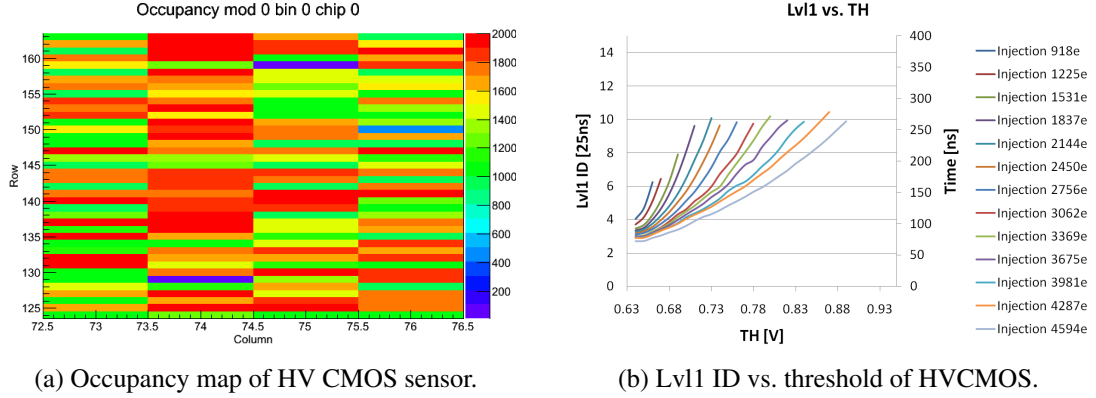 Occupancy mod 0 bin 0 chip 0
Row
160
155
150
145
140
135
130
125
72.5 73 73.5 74 74.5 75 75.5 76 76.5
Column
2000
1800
1600
1400
1200
1000
800
600
400
200
(a) Occupancy map of HV CMOS sensor.
Lvl1 vs. TH
Lvl1 ID [25ns]
14
12
10
8
6
4
2
0
0.63 0.68 0.73 0.78 0.83 0.88 0.93
TH [V]
400
350
300
250
200
150
100
50
0
Time [ns]
Injection 918e
Injection 1225e
Injection 1531e
Injection 1837e
Injection 2144e
Injection 2450e
Injection 2756e
Injection 3062e
Injection 3369e
Injection 3675e
Injection 3981e
Injection 4287e
Injection 4594e
(b) Lvl1 ID vs. threshold of HVCMOS.